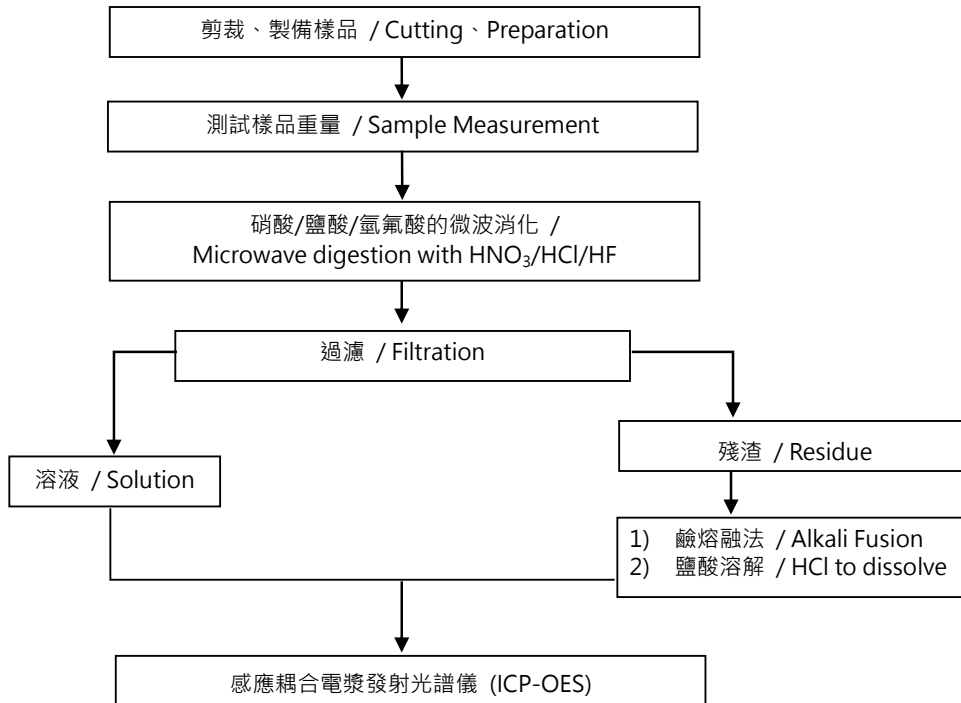 剪裁、製備樣品 / Cutting、Preparation
測試樣品重量 / Sample Measurement
硝酸/鹽酸/氫氟酸的微波消化 /
Microwave digestion with HNO₃/HCl/HF
過濾 / Filtration
溶液 / Solution
殘渣 / Residue
1) 鹼熔融法 / Alkali Fusion
2) 鹽酸溶解 / HCl to dissolve
感應耦合電漿發射光譜儀 (ICP-OES)